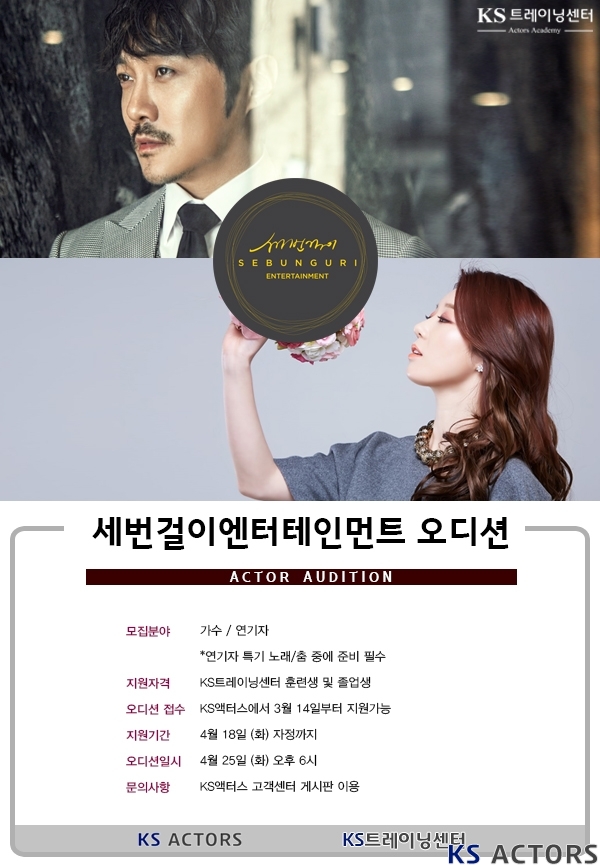 KS 트레이닝센터
Actors Academy
세번걸이
SEBUNGURI
ENTERTAINMENT
세번걸이엔터테인먼트 오디션
ACTOR AUDITION
모집분야 가수 / 연기자
*연기자 특기 노래/춤 중에 준비 필수
지원자격 KS트레이닝센터 훈련생 및 졸업생
오디션 접수 KS액터스에서 3월 14일부터 지원가능
지원기간 4월 18일 (화) 자정까지
오디션일시 4월 25일 (화) 오후 6시
문의사항 KS액터스 고객센터 게시판 이용
KS ACTORS KS트레이닝센터
KS ACTORS